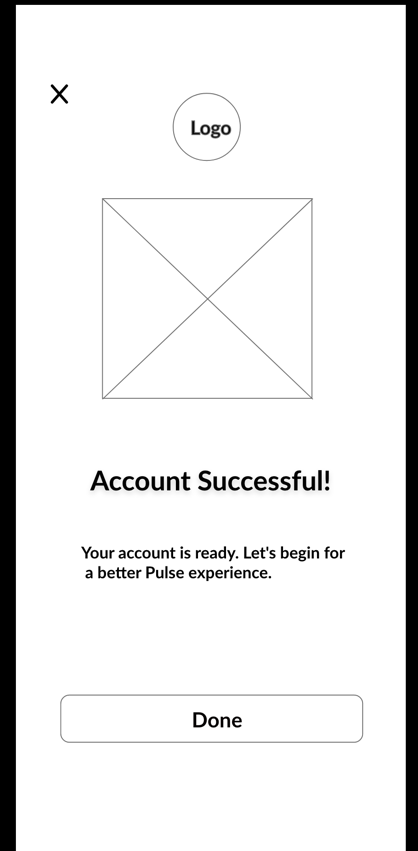 Logo
Account Successful!
Your account is ready. Let's begin for
a better Pulse experience.
Done